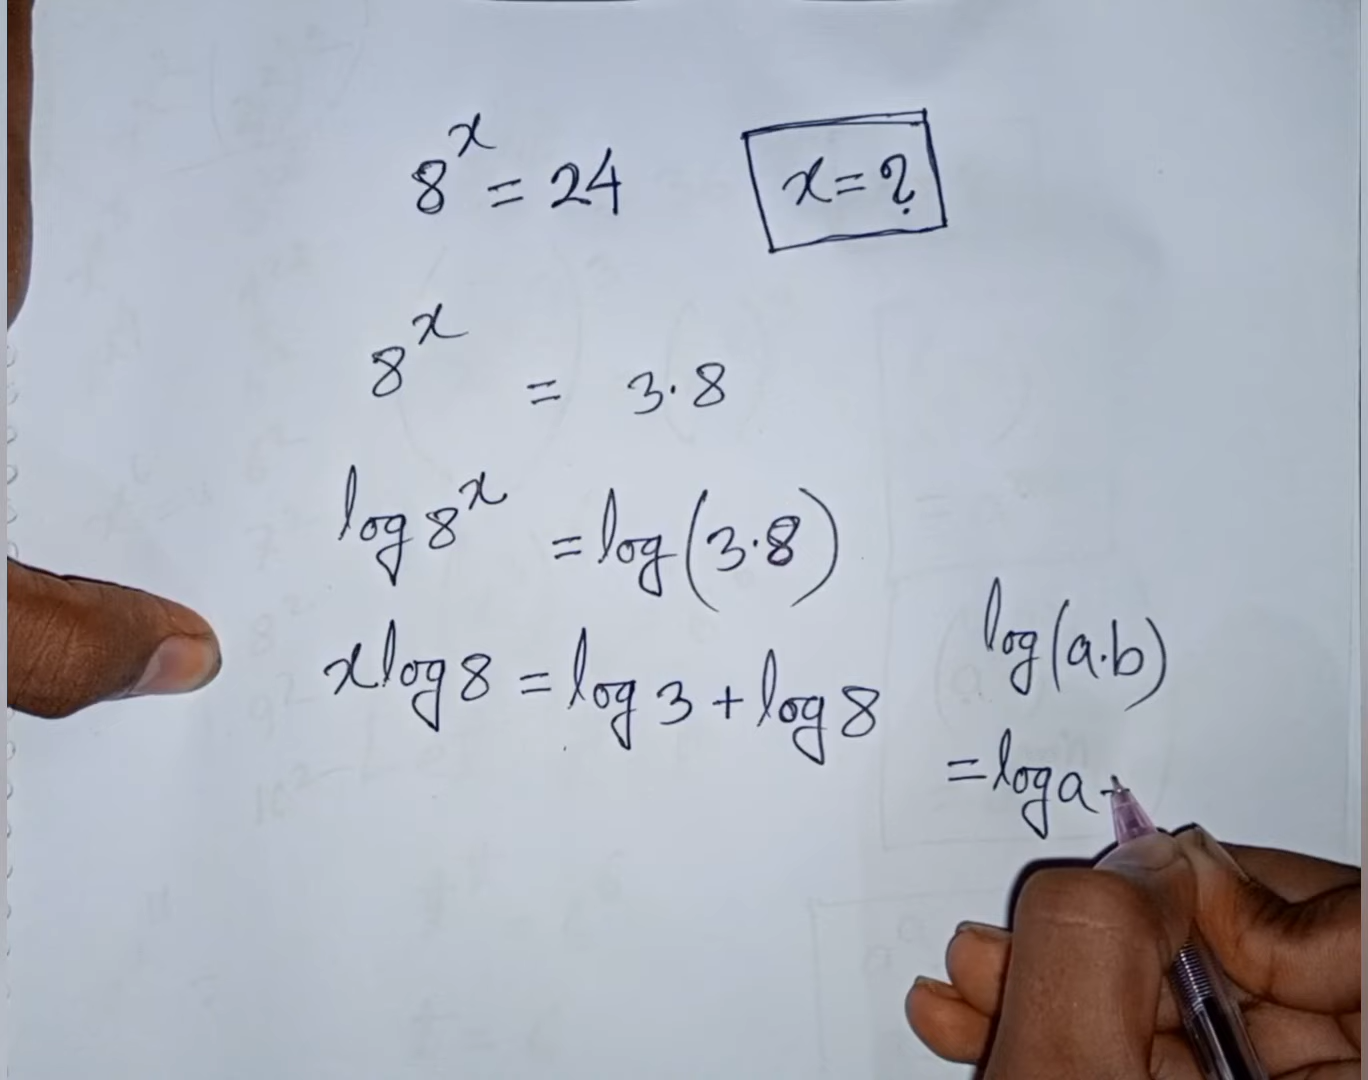 8^x = 24
x = ?
8^x = 3·8
log 8^x = log(3·8)
x log 8 = log 3 + log 8
log(a·b)
= log a +